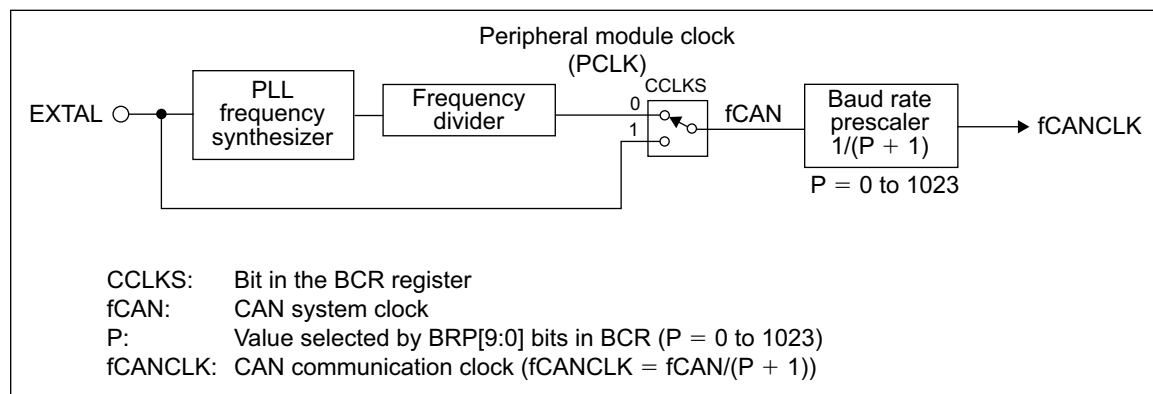 Peripheral module clock
(PCLK)
CCLKS
EXTAL
PLL
frequency
synthesizer
Frequency
divider
0
1
fCAN
Baud rate
prescaler
1/(P + 1)
fCANCLK
P = 0 to 1023
CCLKS: Bit in the BCR register
fCAN: CAN system clock
P: Value selected by BRP[9:0] bits in BCR (P = 0 to 1023)
fCANCLK: CAN communication clock (fCANCLK = fCAN/(P + 1))